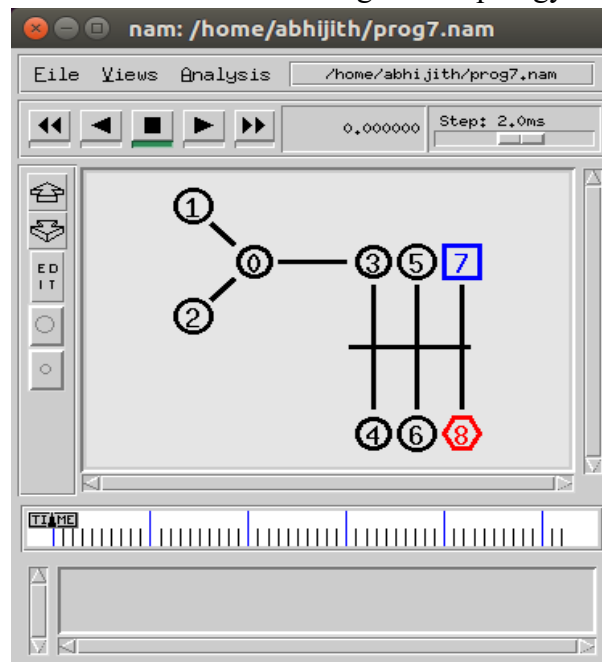 nam: /home/abhijith/prog7.nam
File Views Analysis /home/abhijith/prog7.nam
0.000000 Step: 2.0ms
ED
IT
1
0 3 5 7
2
4 6 8
TIME